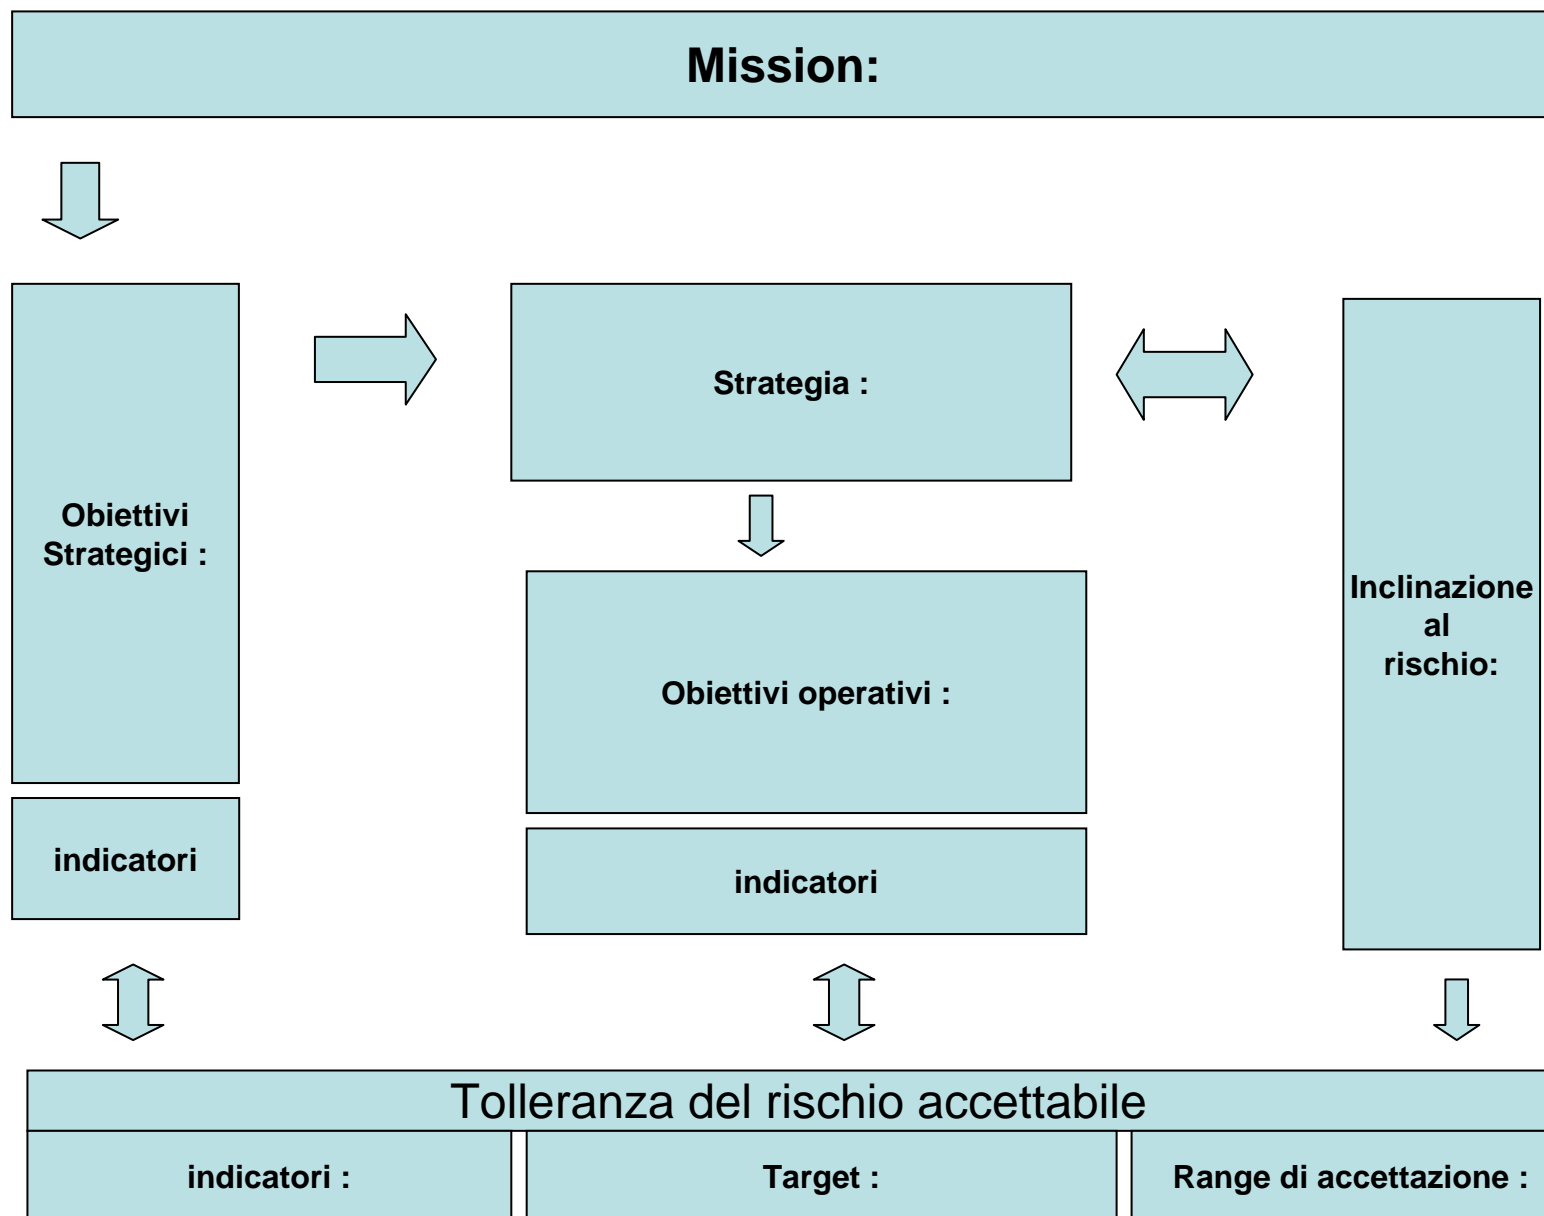 Mission:
Obiettivi
Strategici :
Strategia :
Inclinazione
al
rischio:
Obiettivi operativi :
indicatori
indicatori
Tolleranza del rischio accettabile
indicatori :
Target :
Range di accettazione :